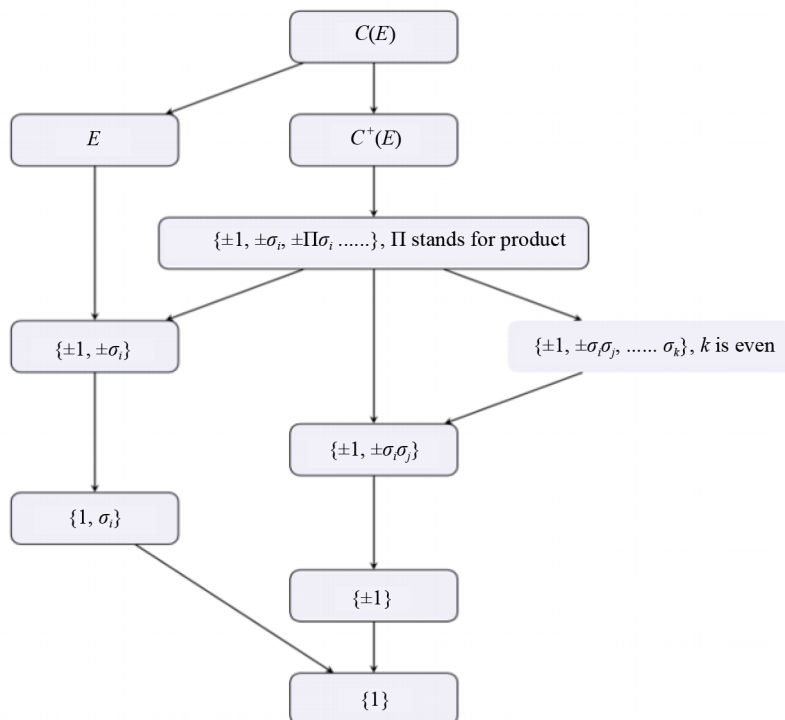 C(E)
E
C⁺(E)
{±1, ±σᵢ, ±Πσᵢ ......}, Π stands for product
{±1, ±σᵢ}
{±1, ±σᵢσⱼ, ...... σₖ}, k is even
{±1, ±σᵢσⱼ}
{1, σᵢ}
{±1}
{1}